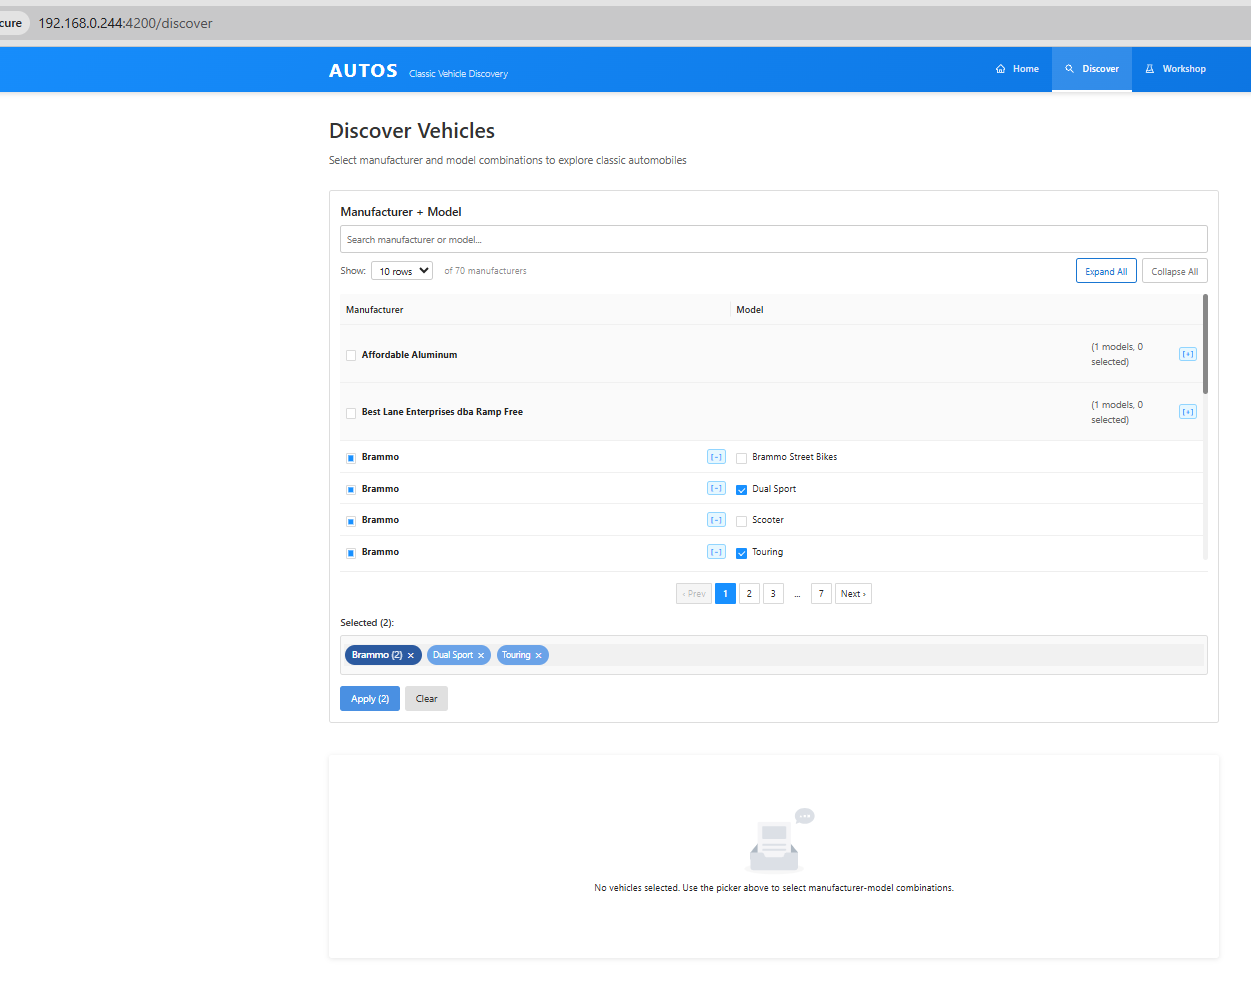 cure 192.168.0.244:4200/discover
AUTOS Classic Vehicle Discovery Home Discover Workshop
Discover Vehicles
Select manufacturer and model combinations to explore classic automobiles
Manufacturer + Model
Search manufacturer or model...
Show: 10 rows of 70 manufacturers Expand All Collapse All
Manufacturer Model
Affordable Aluminum (1 models, 0 selected) [+]
Best Lane Enterprises dba Ramp Free (1 models, 0 selected) [+]
Brammo [-] Brammo Street Bikes
Brammo [-] Dual Sport
Brammo [-] Scooter
Brammo [-] Touring
‹ Prev 1 2 3 ... 7 Next ›
Selected (2):
Brammo (2) × Dual Sport × Touring ×
Apply (2) Clear
No vehicles selected. Use the picker above to select manufacturer-model combinations.